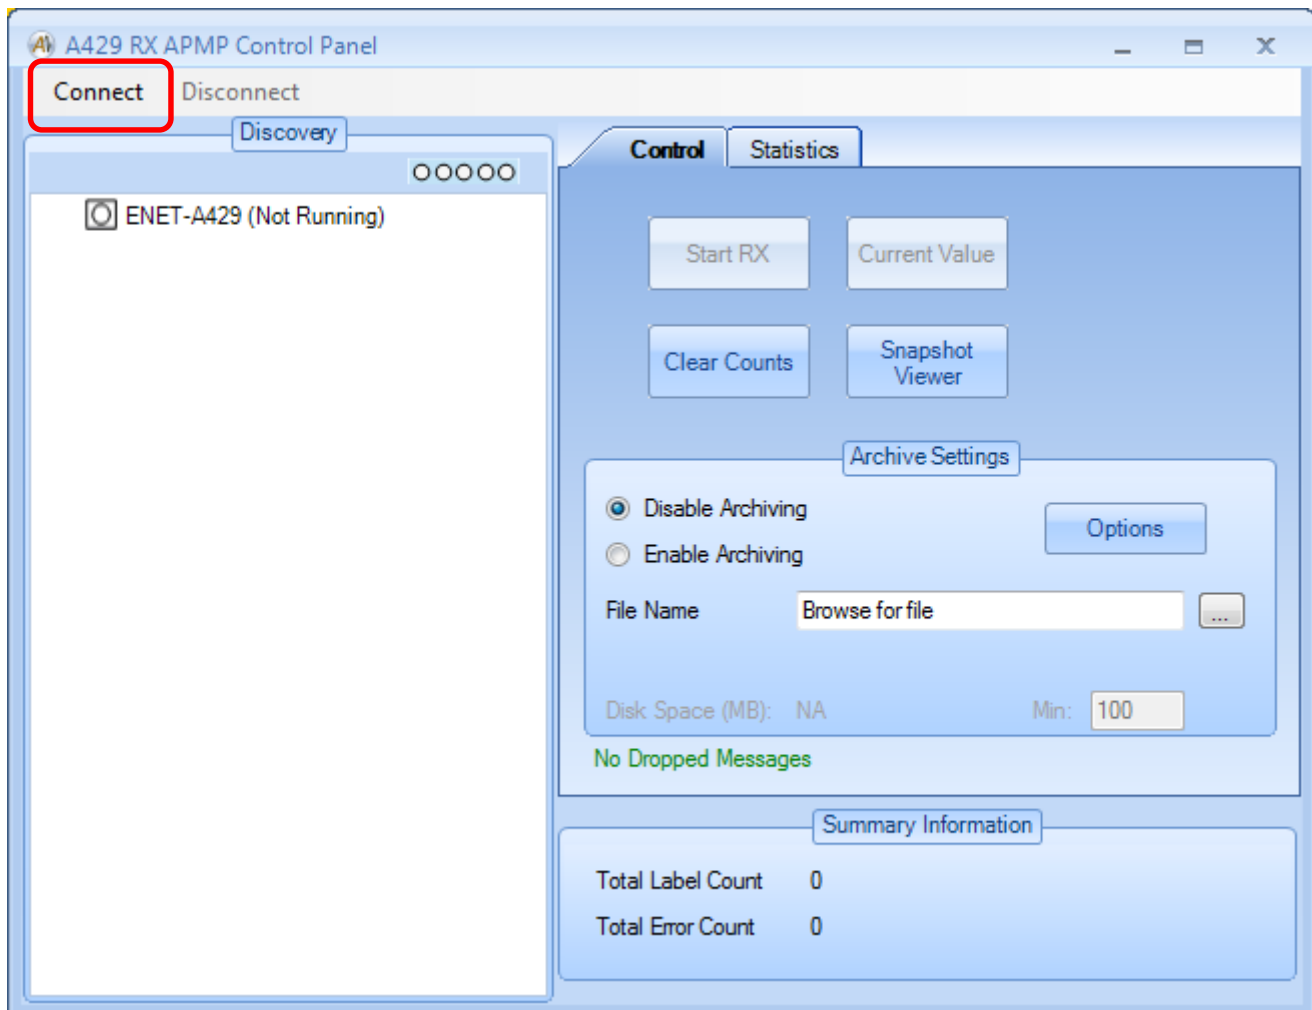 A429 RX APMP Control Panel
Connect Disconnect
Discovery
ENET-A429 (Not Running)
Control Statistics
Start RX Current Value
Clear Counts Snapshot Viewer
Archive Settings
Disable Archiving
Options
Enable Archiving
File Name Browse for file ...
Disk Space (MB): NA Min: 100
No Dropped Messages
Summary Information
Total Label Count 0
Total Error Count 0